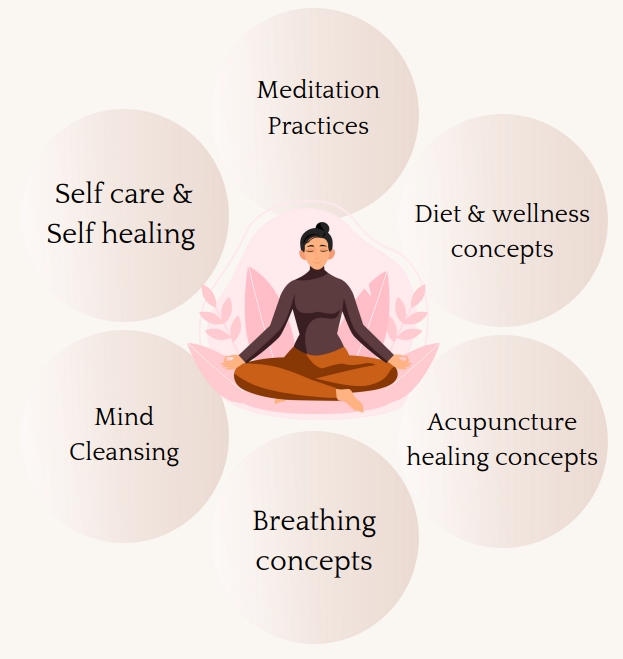 Meditation
Practices
Self care &
Self healing
Diet & wellness
concepts
Mind
Cleansing
Acupuncture
healing concepts
Breathing
concepts